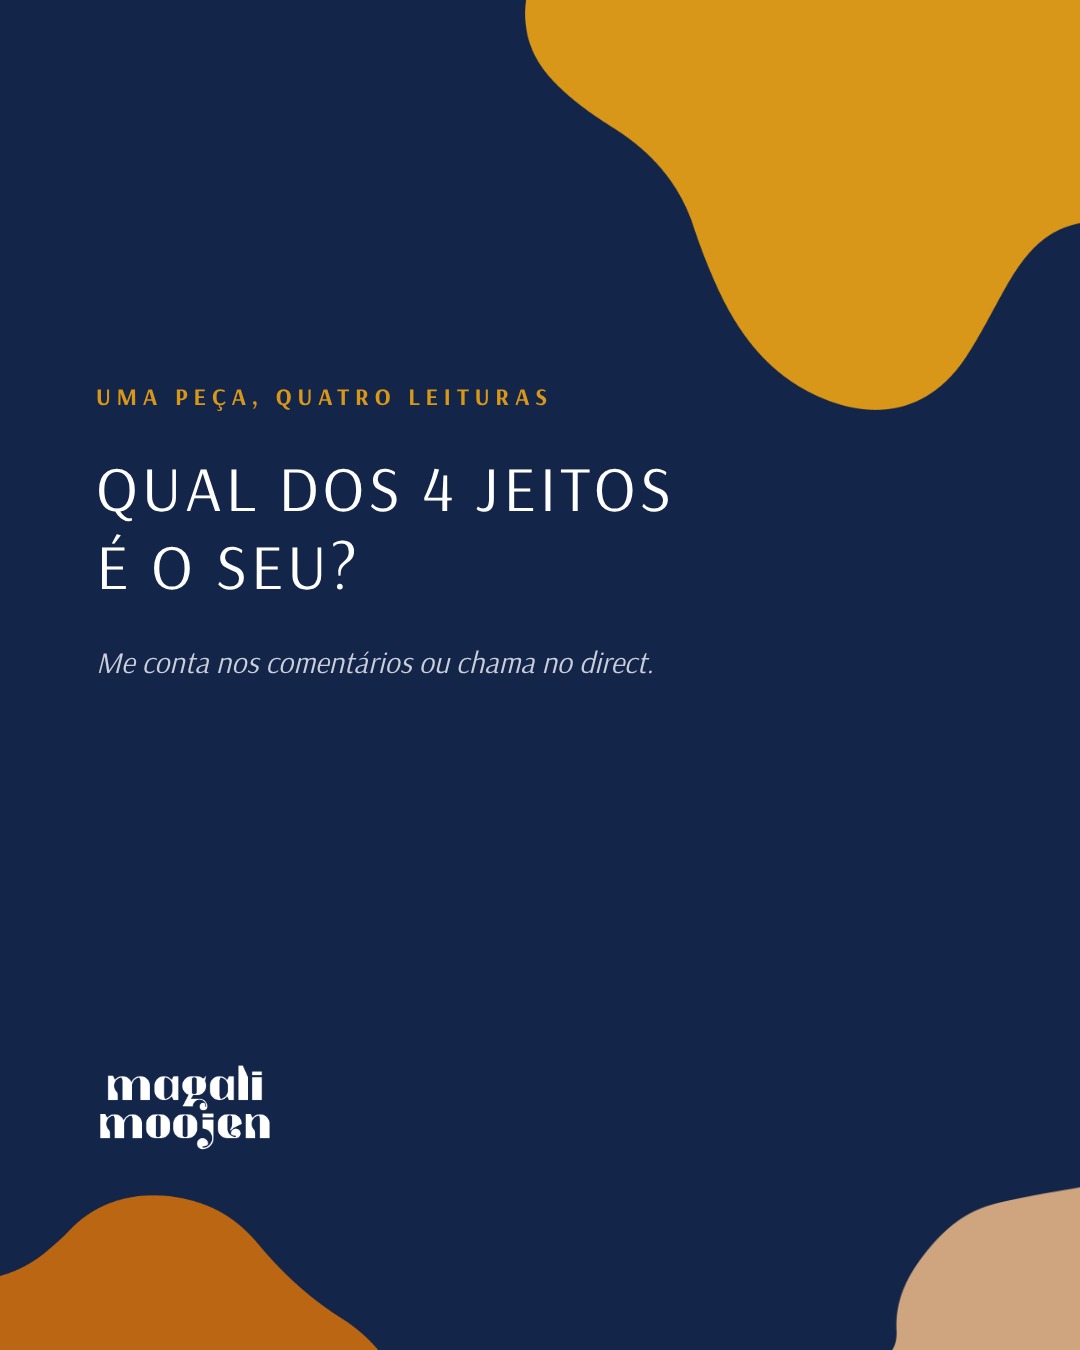 UMA PEÇA, QUATRO LEITURAS
QUAL DOS 4 JEITOS
É O SEU?
Me conta nos comentários ou chama no direct.
magali
moojen